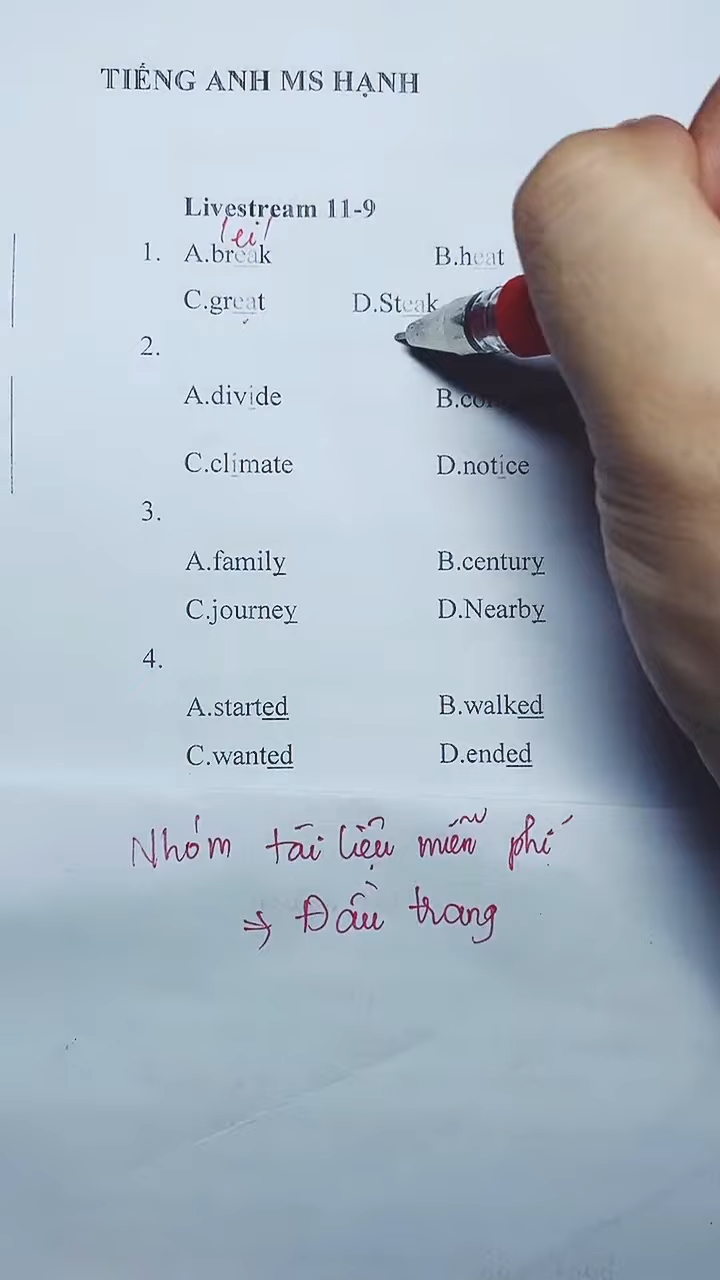 TIẾNG ANH MS HẠNH
Livestream 11-9
/ei/
1. A.break B.heat
C.great D.Steak
2.
A.divide
C.climate D.notice
3.
A.family B.century
C.journey D.Nearby
4.
A.started B.walked
C.wanted D.ended
Nhóm tài liệu miễn phí
⇒ Đầu trang